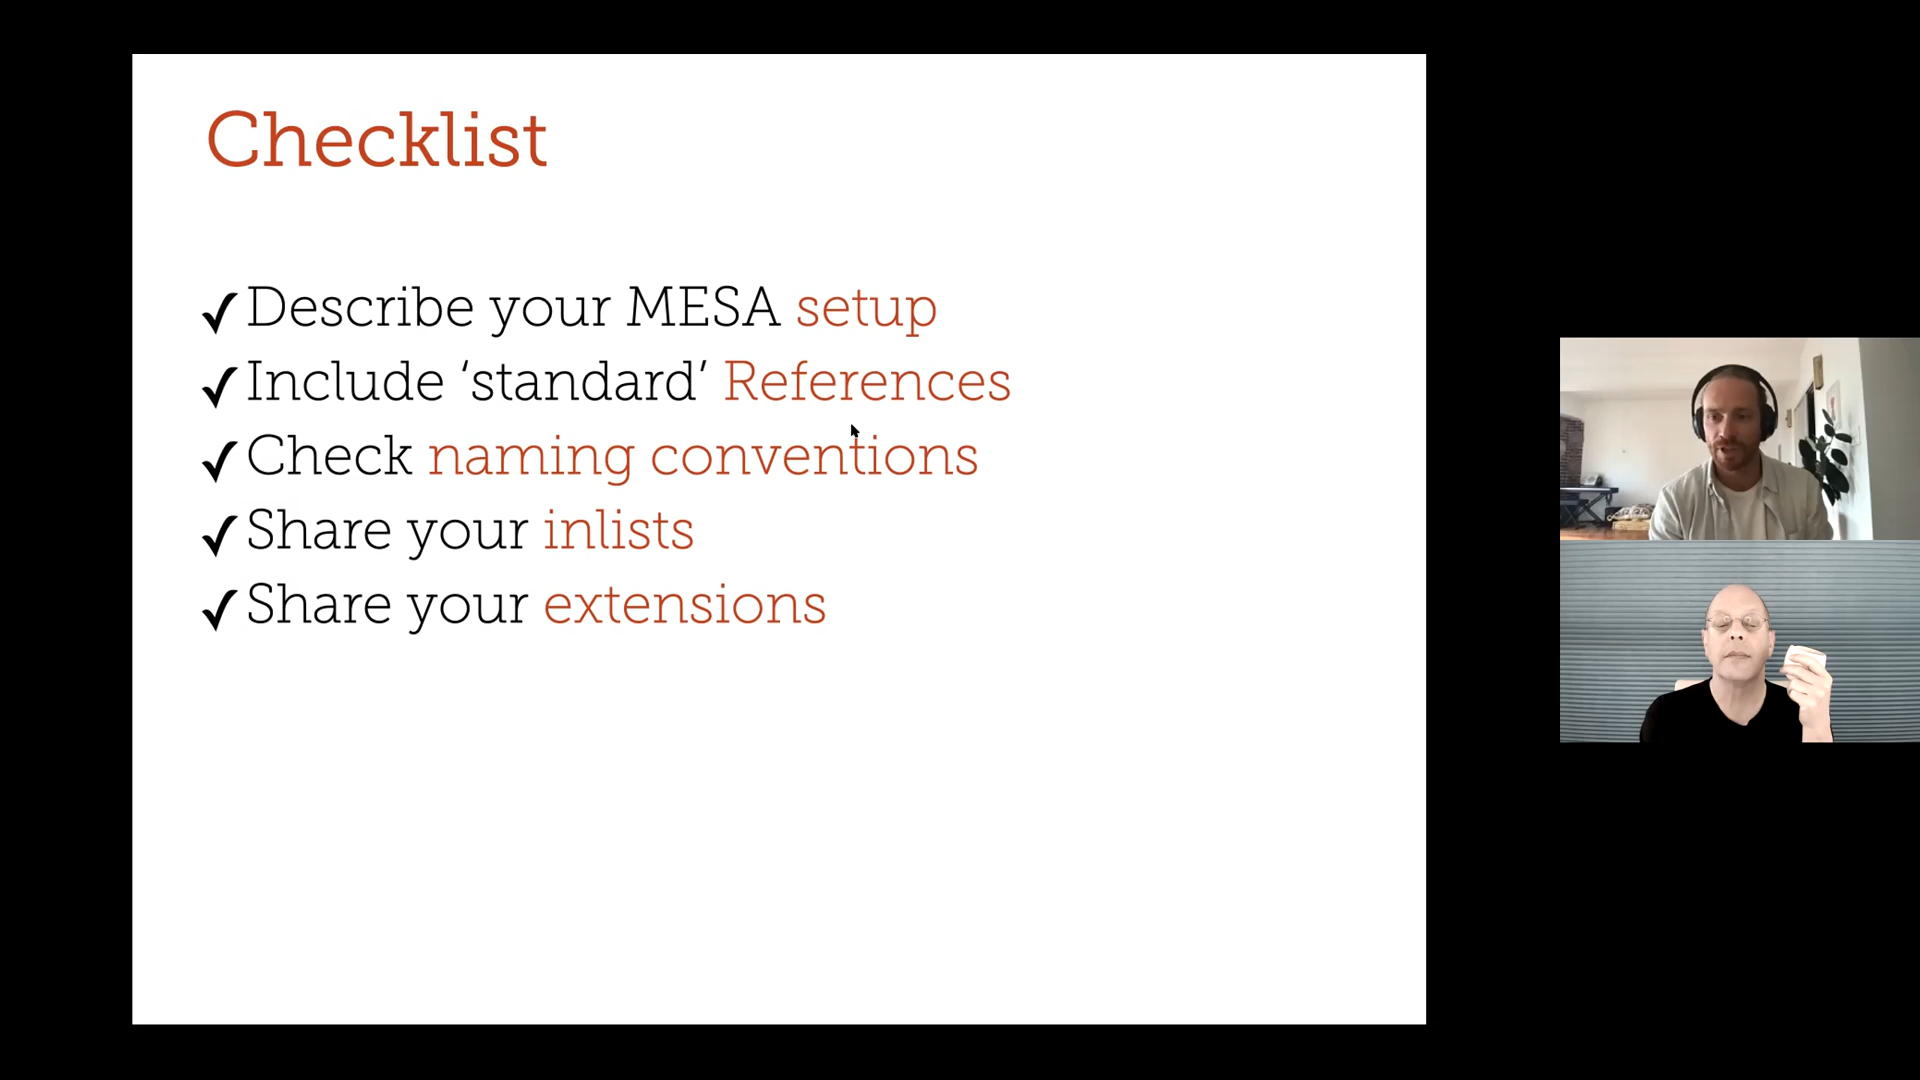 Checklist
✓Describe your MESA setup
✓Include ‘standard’ References
✓Check naming conventions
✓Share your inlists
✓Share your extensions